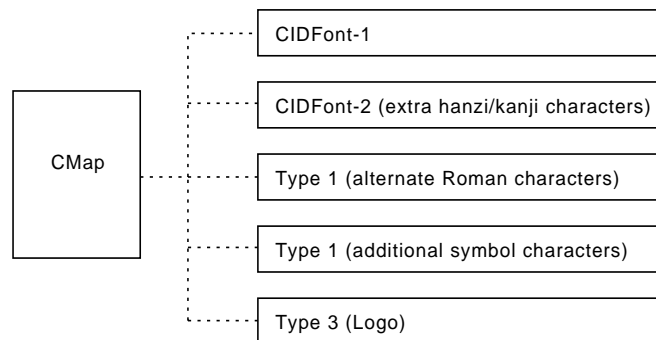 CIDFont-1
CIDFont-2 (extra hanzi/kanji characters)
CMap
Type 1 (alternate Roman characters)
Type 1 (additional symbol characters)
Type 3 (Logo)